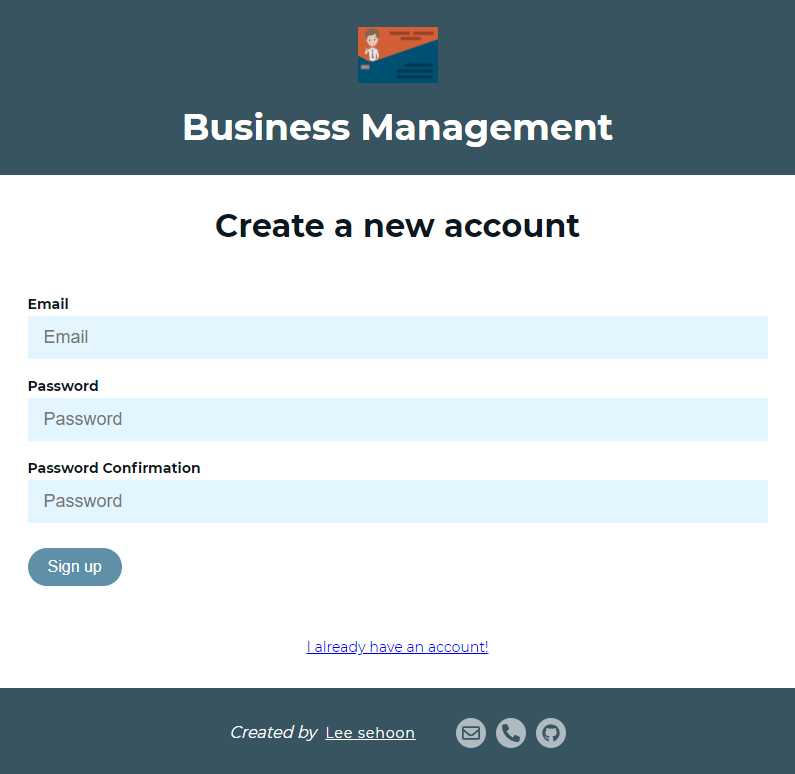 Business Management
Create a new account
Email
Email
Password
Password
Password Confirmation
Password
Sign up
I already have an account!
Created by Lee sehoon